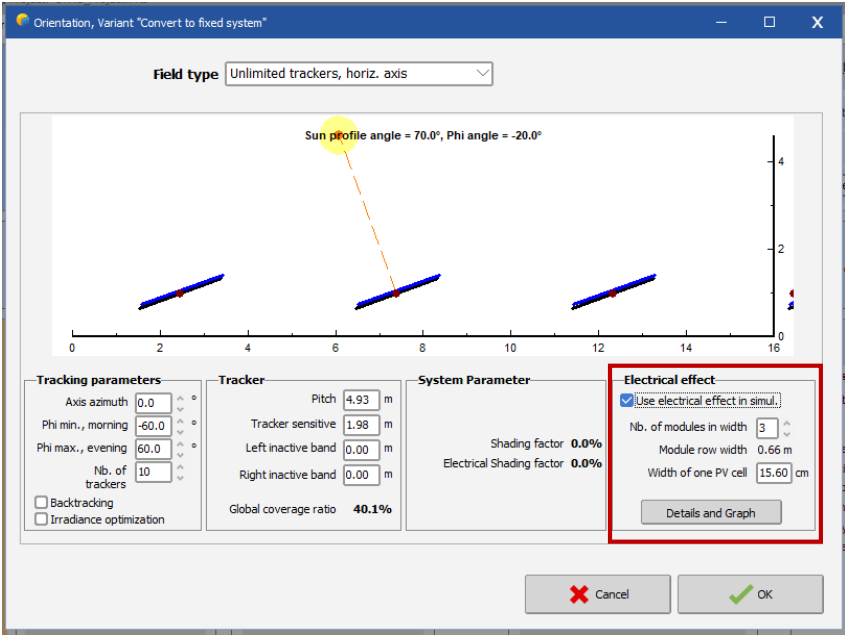 Orientation, Variant "Convert to fixed system"
Field type Unlimited trackers, horiz. axis
Sun profile angle = 70.0°, Phi angle = -20.0°
4
2
0
0 2 4 6 8 10 12 14 16
Tracking parameters
Axis azimuth 0.0 °
Phi min., morning -60.0 °
Phi max., evening 60.0 °
Nb. of
trackers 10
Backtracking
Irradiance optimization
Tracker
Pitch 4.93 m
Tracker sensitive 1.98 m
Left inactive band 0.00 m
Right inactive band 0.00 m
Global coverage ratio 40.1%
System Parameter
Shading factor 0.0%
Electrical Shading factor 0.0%
Electrical effect
Use electrical effect in simul.
Nb. of modules in width 3
Module row width 0.66 m
Width of one PV cell 15.60 cm
Details and Graph
Cancel
OK